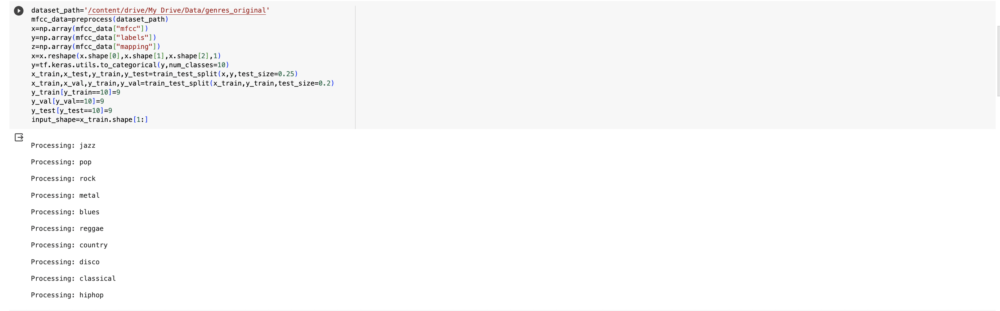 dataset_path='/content/drive/My Drive/Data/genres_original'
mfcc_data=preprocess(dataset_path)
x=np.array(mfcc_data["mfcc"])
y=np.array(mfcc_data["labels"])
z=np.array(mfcc_data["mapping"])
x=x.reshape(x.shape[0],x.shape[1],x.shape[2],1)
y=tf.keras.utils.to_categorical(y,num_classes=10)
x_train,x_test,y_train,y_test=train_test_split(x,y,test_size=0.25)
x_train,x_val,y_train,y_val=train_test_split(x_train,y_train,test_size=0.2)
y_train[y_train==10]=9
y_val[y_val==10]=9
y_test[y_test==10]=9
input_shape=x_train.shape[1:]
Processing: jazz
Processing: pop
Processing: rock
Processing: metal
Processing: blues
Processing: reggae
Processing: country
Processing: disco
Processing: classical
Processing: hiphop